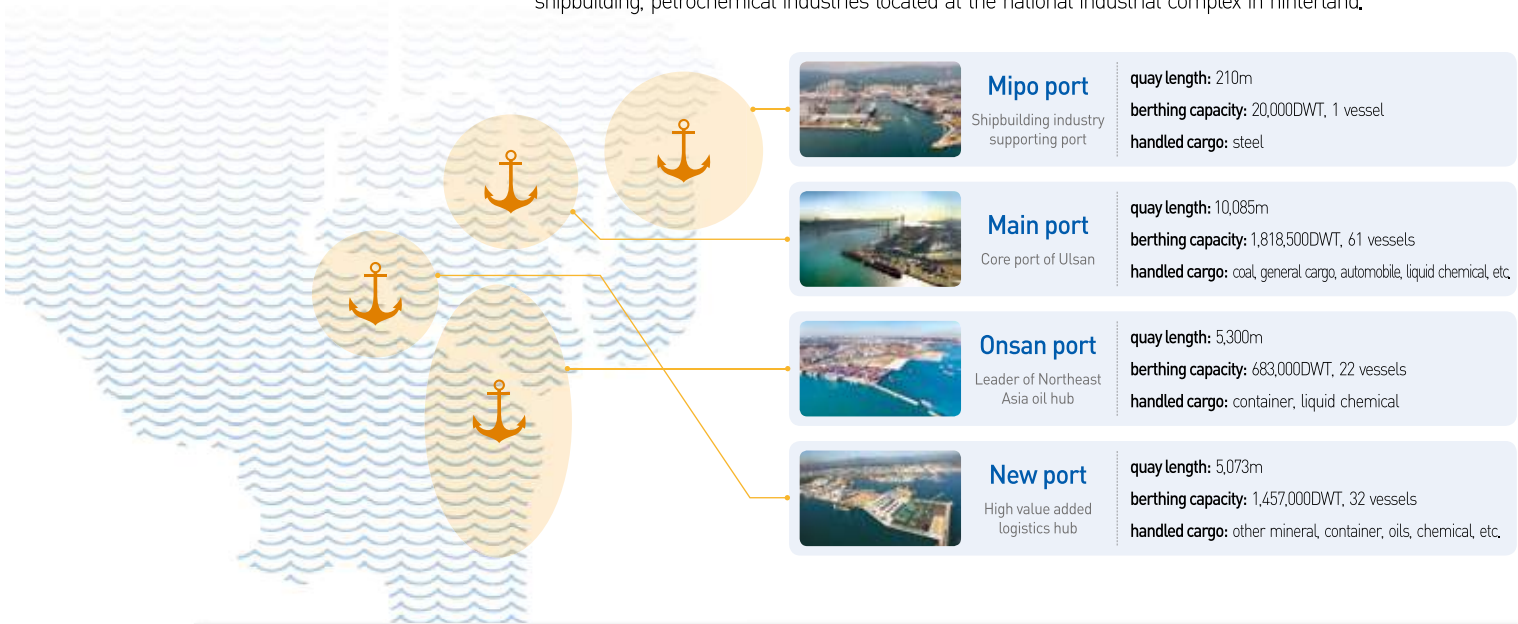 shipbuilding, petrochemical industries located at the national industrial complex in hinterland.
Mipo port
Shipbuilding industry
supporting port
quay length: 210m
berthing capacity: 20,000DWT, 1 vessel
handled cargo: steel
Main port
Core port of Ulsan
quay length: 10,085m
berthing capacity: 1,818,500DWT, 61 vessels
handled cargo: coal, general cargo, automobile, liquid chemical, etc.
Onsan port
Leader of Northeast
Asia oil hub
quay length: 5,300m
berthing capacity: 683,000DWT, 22 vessels
handled cargo: container, liquid chemical
New port
High value added
logistics hub
quay length: 5,073m
berthing capacity: 1,457,000DWT, 32 vessels
handled cargo: other mineral, container, oils, chemical, etc.